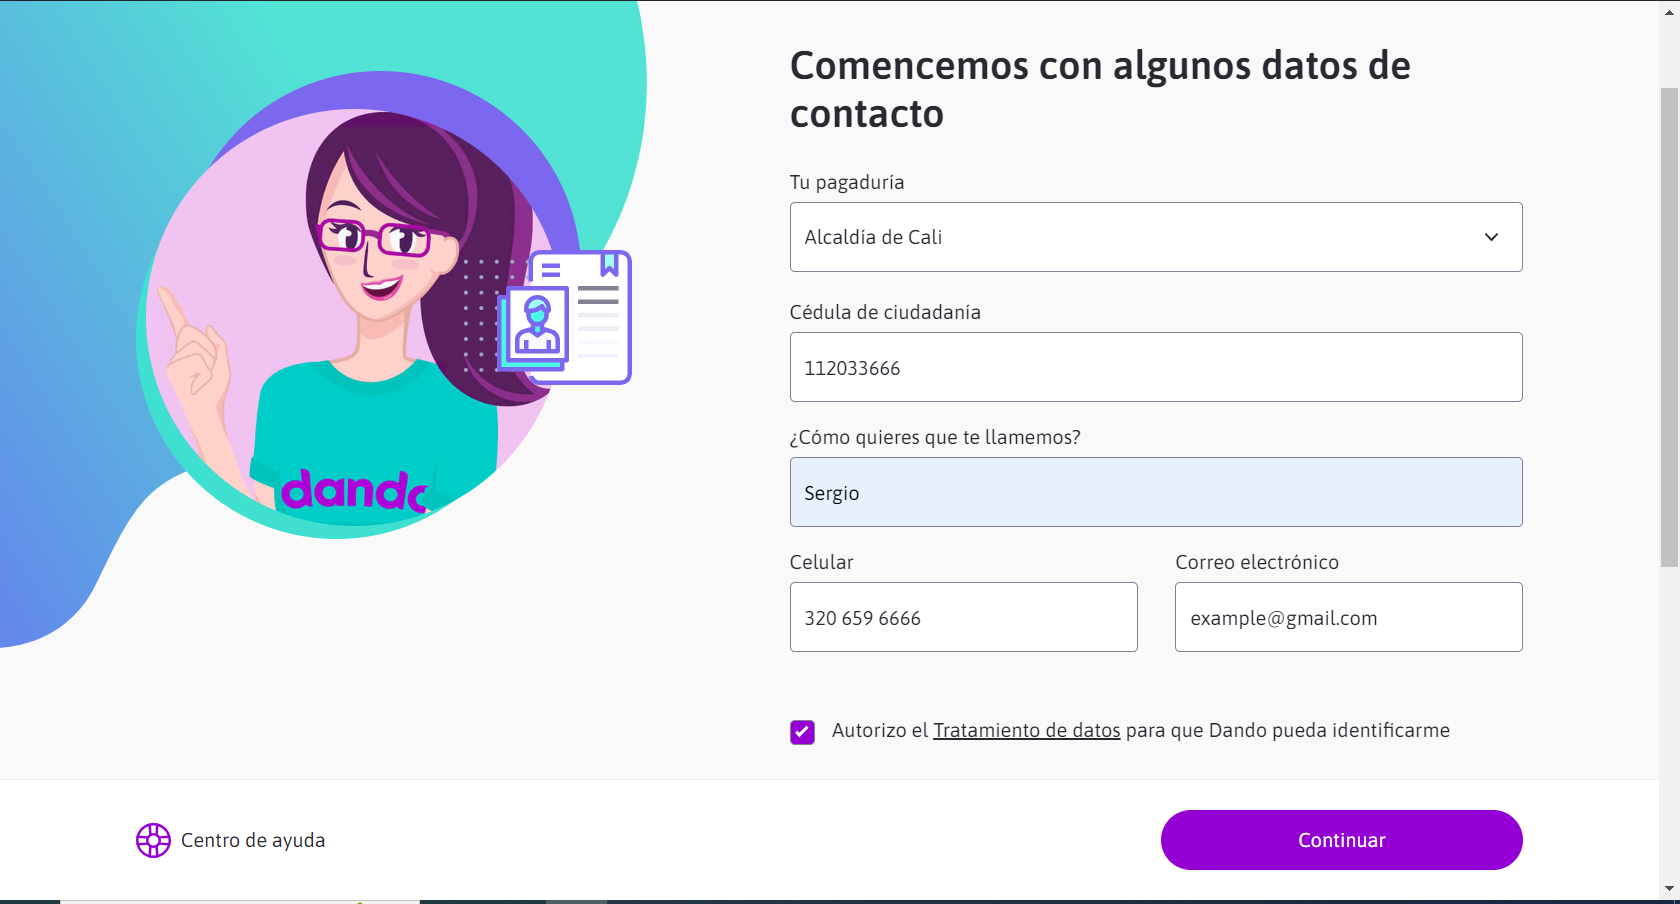 Comencemos con algunos datos de
contacto
Tu pagaduría
Alcaldía de Cali
Cédula de ciudadanía
112033666
¿Cómo quieres que te llamemos?
Sergio
Celular
Correo electrónico
320 659 6666
example@gmail.com
Autorizo el Tratamiento de datos para que Dando pueda identificarme
dando
Centro de ayuda
Continuar